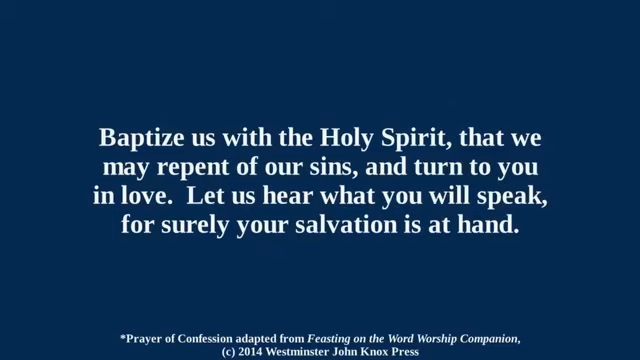 Baptize us with the Holy Spirit, that we
may repent of our sins, and turn to you
in love.  Let us hear what you will speak,
for surely your salvation is at hand.
*Prayer of Confession adapted from Feasting on the Word Worship Companion,
(c) 2014 Westminster John Knox Press